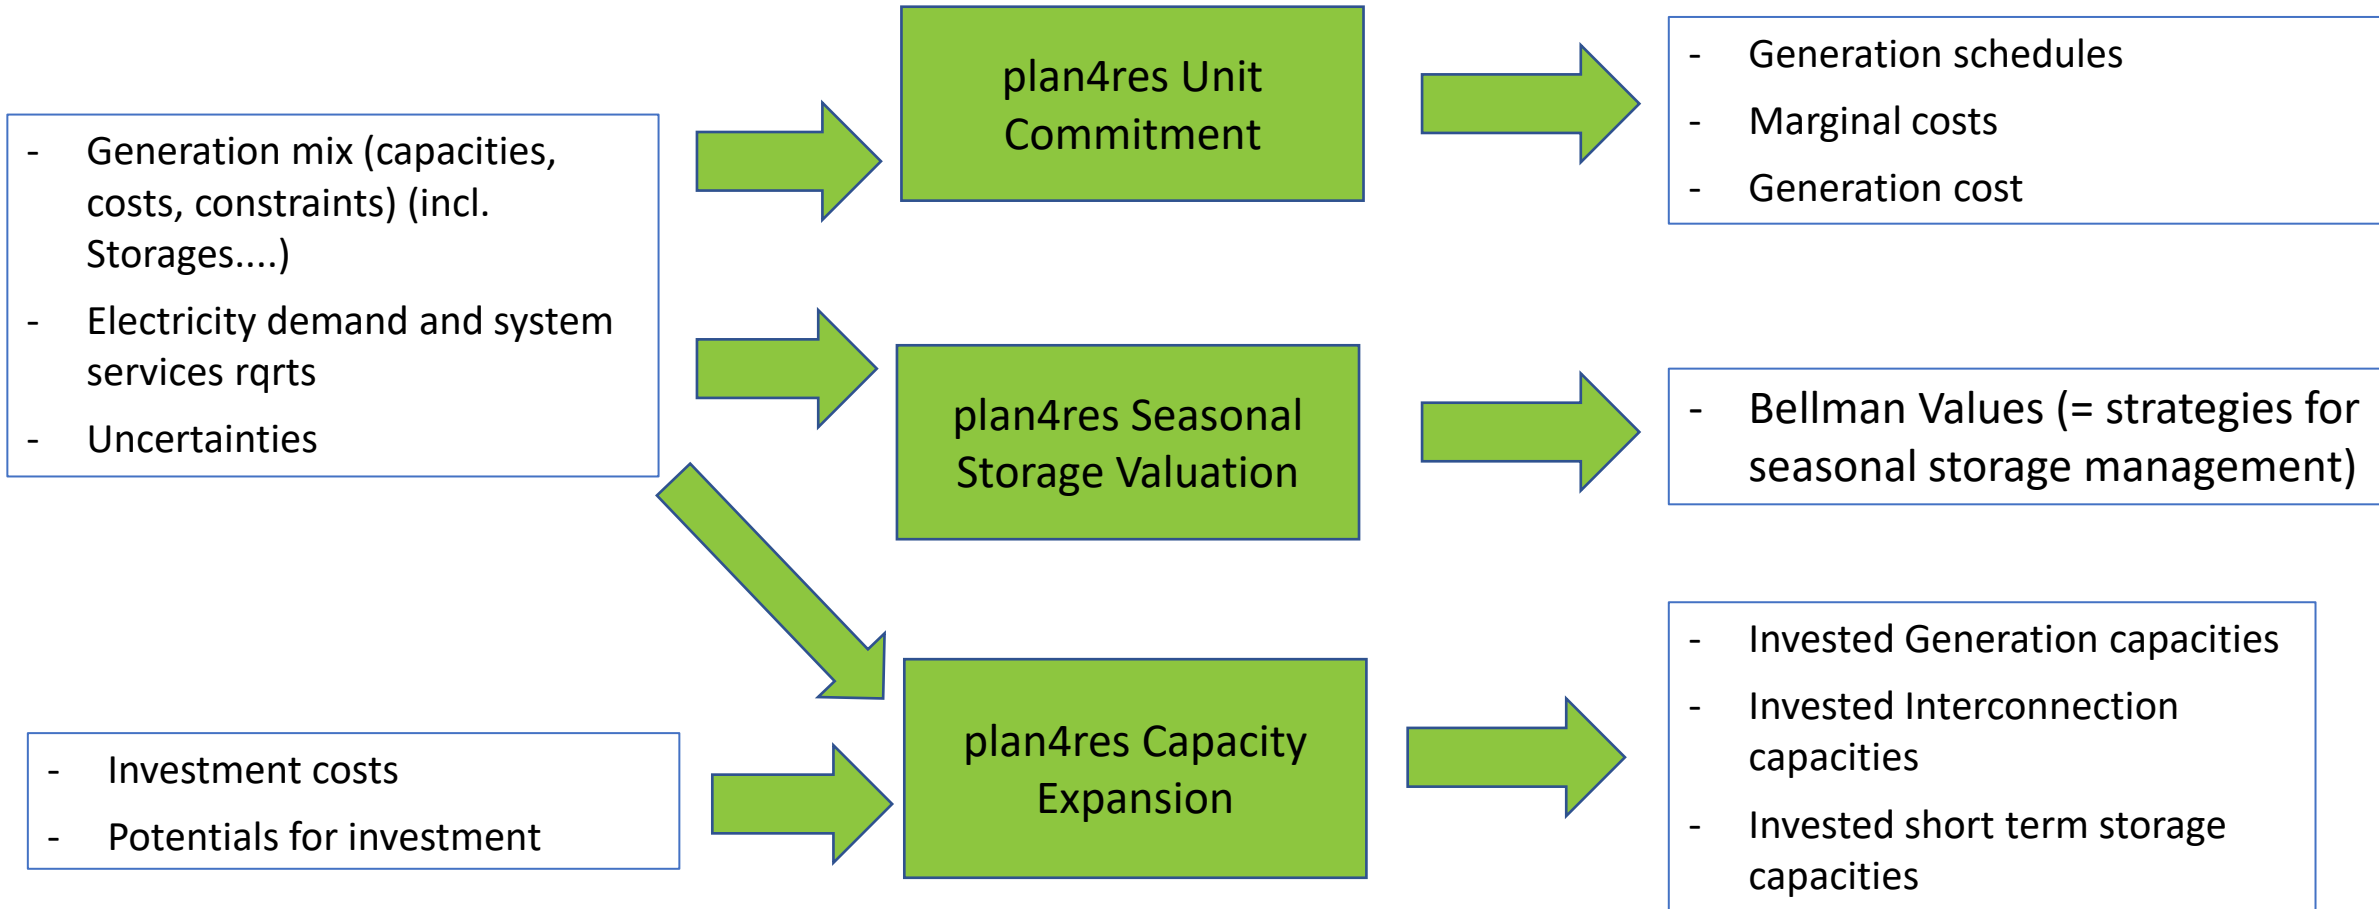 - Generation mix (capacities,
costs, constraints) (incl.
Storages....)
- Electricity demand and system
services rqrts
- Uncertainties
- Investment costs
- Potentials for investment
plan4res Unit
Commitment
plan4res Seasonal
Storage Valuation
plan4res Capacity
Expansion
- Generation schedules
- Marginal costs
- Generation cost
- Bellman Values (= strategies for
seasonal storage management)
- Invested Generation capacities
- Invested Interconnection
capacities
- Invested short term storage
capacities